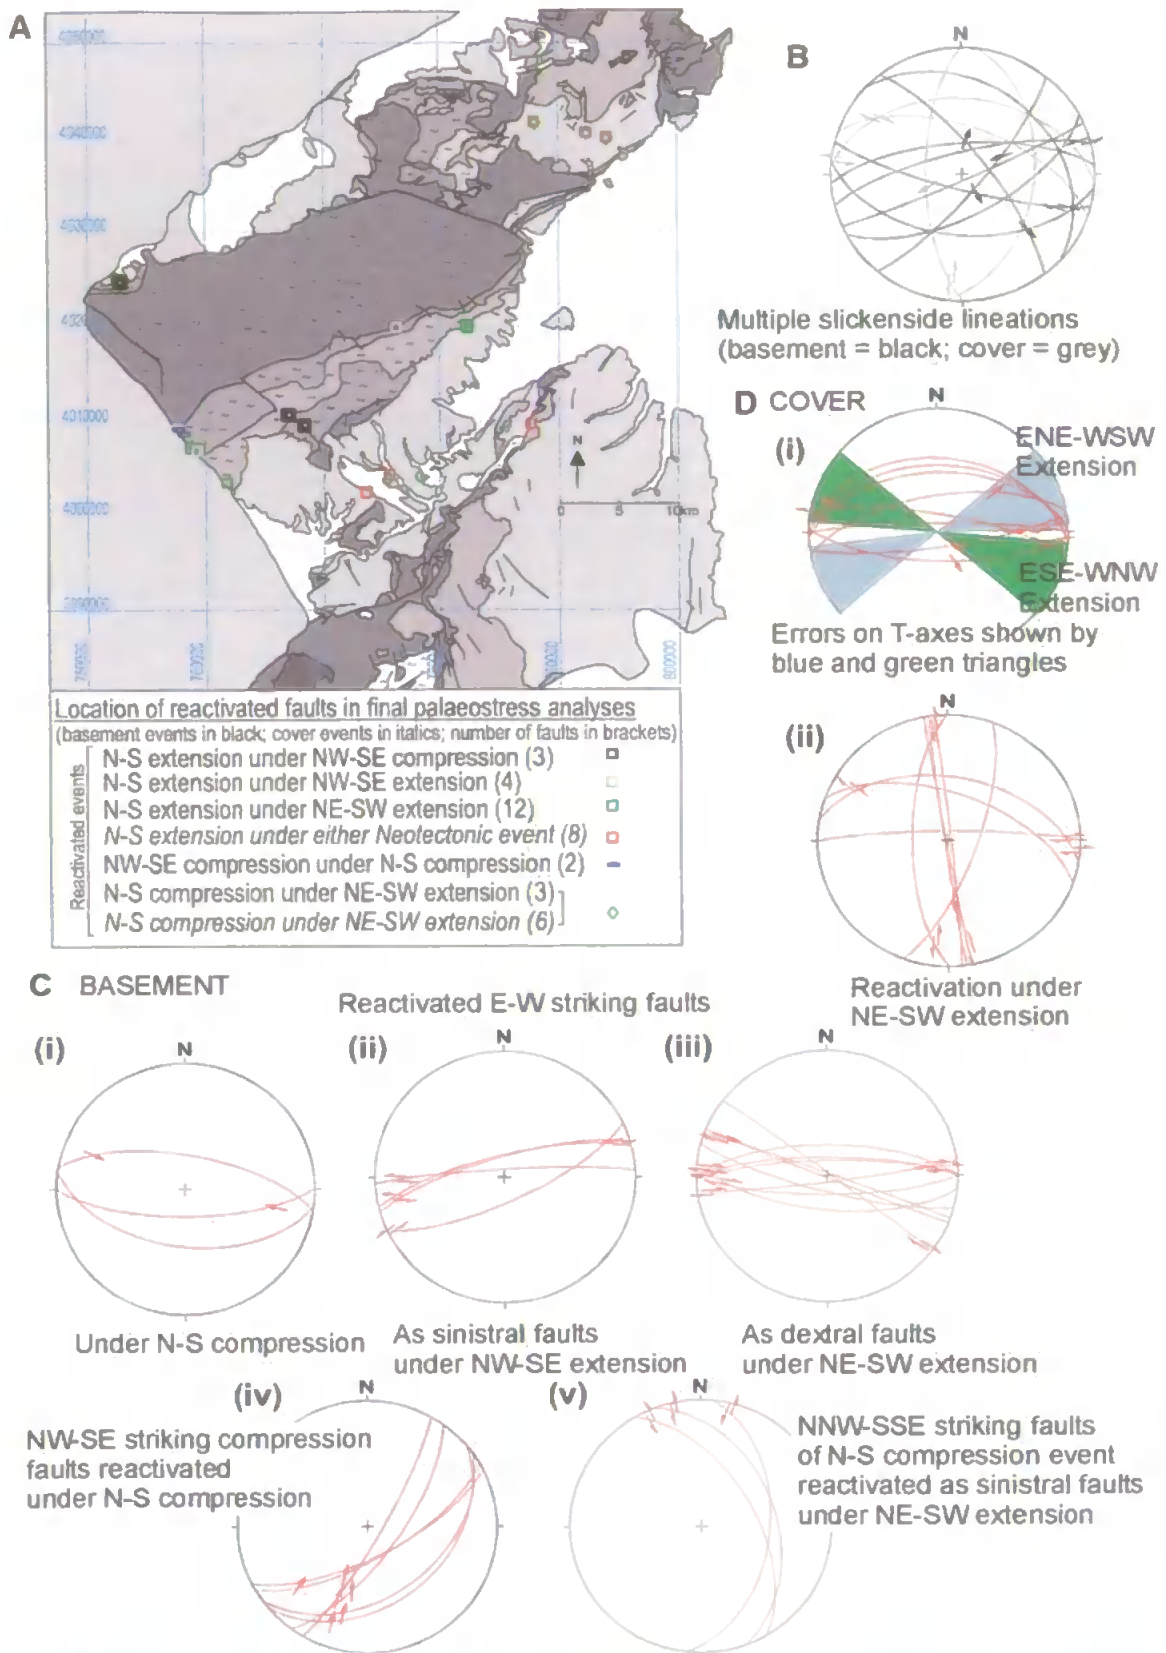 A
4040000
4030000
4010000
4000000
N
0 5 10km
800000
Location of reactivated faults in final palaeostress analyses
(basement events in black; cover events in italics; number of faults in brackets)
Reactivated events
N-S extension under NW-SE compression (3)
N-S extension under NW-SE extension (4)
N-S extension under NE-SW extension (12)
N-S extension under either Neotectonic event (8)
NW-SE compression under N-S compression (2)
N-S compression under NE-SW extension (3)
N-S compression under NE-SW extension (6)
B
N
Multiple slickenside lineations
(basement = black; cover = grey)
D COVER
(i)
N
ENE-WSW
Extension
ESE-WNW
Extension
Errors on T-axes shown by
blue and green triangles
(ii)
N
Reactivation under
NE-SW extension
C BASEMENT
Reactivated E-W striking faults
(i)
N
Under N-S compression
(ii)
N
As sinistral faults
under NW-SE extension
(iii)
N
As dextral faults
under NE-SW extension
(iv)
N
NW-SE striking compression
faults reactivated
under N-S compression
(v)
N
NNW-SSE striking faults
of N-S compression event
reactivated as sinistral faults
under NE-SW extension